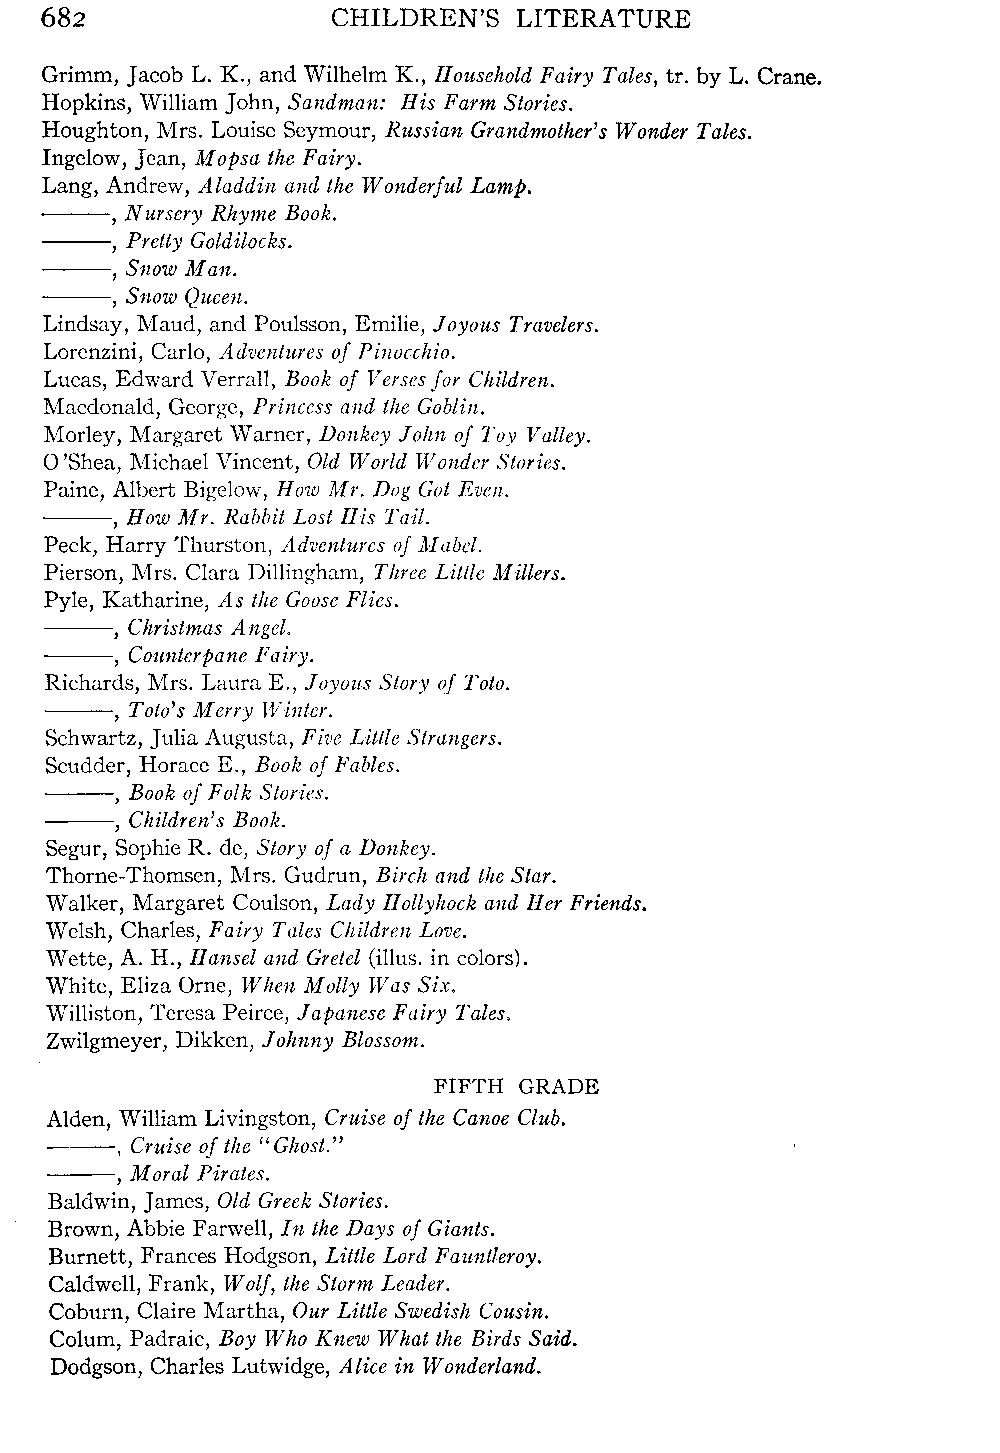 682 CHILDREN'S LITERATURE
Grimm, Jacob L. K., and Wilhelm K., Household Fairy Tales, tr. by L. Crane.
Hopkins, William John, Sandman: His Farm Stories.
Houghton, Mrs. Louise Seymour, Russian Grandmother's Wonder Tales.
Ingelow, Jean, Mopsa the Fairy.
Lang, Andrew, Aladdin and the Wonderful Lamp.
———, Nursery Rhyme Book.
———, Pretty Goldilocks.
———, Snow Man.
———, Snow Queen.
Lindsay, Maud, and Poulsson, Emilie, Joyous Travelers.
Lorenzini, Carlo, Adventures of Pinocchio.
Lucas, Edward Verrall, Book of Verses for Children.
Macdonald, George, Princess and the Goblin.
Morley, Margaret Warner, Donkey John of Toy Valley.
O'Shea, Michael Vincent, Old World Wonder Stories.
Paine, Albert Bigelow, How Mr. Dog Got Even.
———, How Mr. Rabbit Lost His Tail.
Peck, Harry Thurston, Adventures of Mabel.
Pierson, Mrs. Clara Dillingham, Three Little Millers.
Pyle, Katharine, As the Goose Flies.
———, Christmas Angel.
———, Counterpane Fairy.
Richards, Mrs. Laura E., Joyous Story of Toto.
———, Toto's Merry Winter.
Schwartz, Julia Augusta, Five Little Strangers.
Scudder, Horace E., Book of Fables.
———, Book of Folk Stories.
———, Children's Book.
Segur, Sophie R. de, Story of a Donkey.
Thorne-Thomsen, Mrs. Gudrun, Birch and the Star.
Walker, Margaret Coulson, Lady Hollyhock and Her Friends.
Welsh, Charles, Fairy Tales Children Love.
Wette, A. H., Hansel and Gretel (illus. in colors).
White, Eliza Orne, When Molly Was Six.
Williston, Teresa Peirce, Japanese Fairy Tales.
Zwilgmeyer, Dikken, Johnny Blossom.
FIFTH GRADE
Alden, William Livingston, Cruise of the Canoe Club.
———, Cruise of the "Ghost."
———, Moral Pirates.
Baldwin, James, Old Greek Stories.
Brown, Abbie Farwell, In the Days of Giants.
Burnett, Frances Hodgson, Little Lord Fauntleroy.
Caldwell, Frank, Wolf, the Storm Leader.
Coburn, Claire Martha, Our Little Swedish Cousin.
Colum, Padraic, Boy Who Knew What the Birds Said.
Dodgson, Charles Lutwidge, Alice in Wonderland.